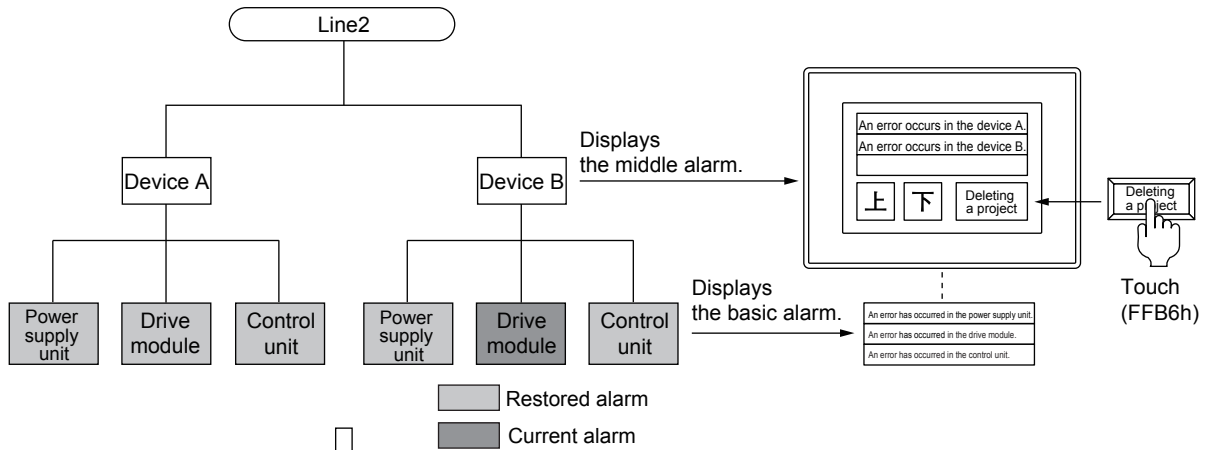 Line2
Device A
Device B
Displays
the middle alarm.
An error occurs in the device A.
An error occurs in the device B.
上
下
Deleting
a project
Deleting
a project
Touch
(FFB6h)
Power
supply
unit
Drive
module
Control
unit
Power
supply
unit
Drive
module
Control
unit
Displays
the basic alarm.
An error has occurred in the power supply unit.
An error has occurred in the drive module.
An error has occurred in the control unit.
Restored alarm
Current alarm